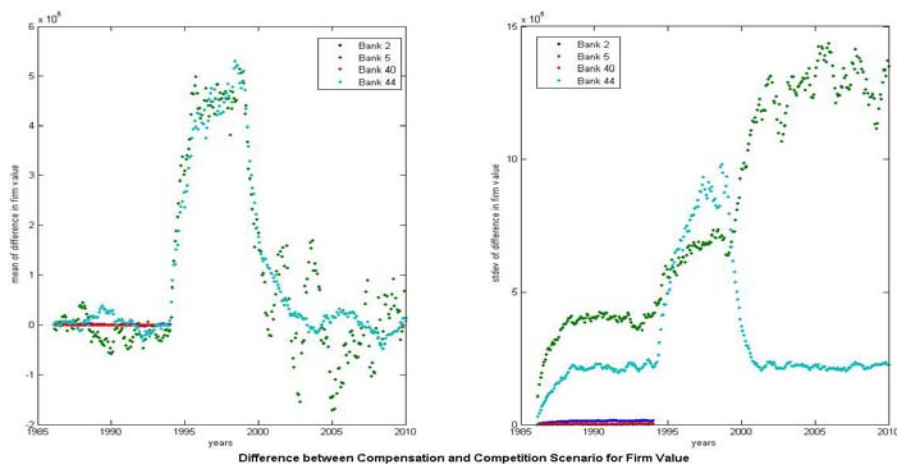 x 10⁶
6
5
4
3
2
1
0
-1
-2
mean of difference in firm value
Bank 2
Bank 5
Bank 40
Bank 44
1985
1990
1995
2000
2005
2010
years
15
10
5
0
stdev of difference in firm value
Bank 2
Bank 5
Bank 40
Bank 44
1985
1990
1995
2000
2005
2010
years
Difference between Compensation and Competition Scenario for Firm Value